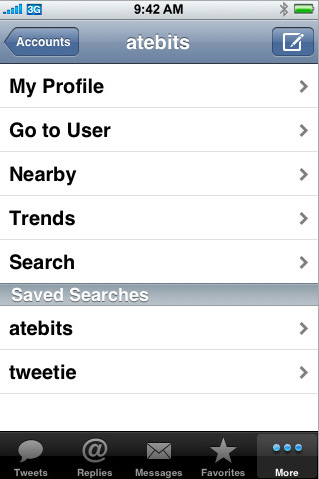 3G 9:42 AM
Accounts atebits
My Profile
Go to User
Nearby
Trends
Search
Saved Searches
atebits
tweetie
Tweets Replies Messages Favorites More